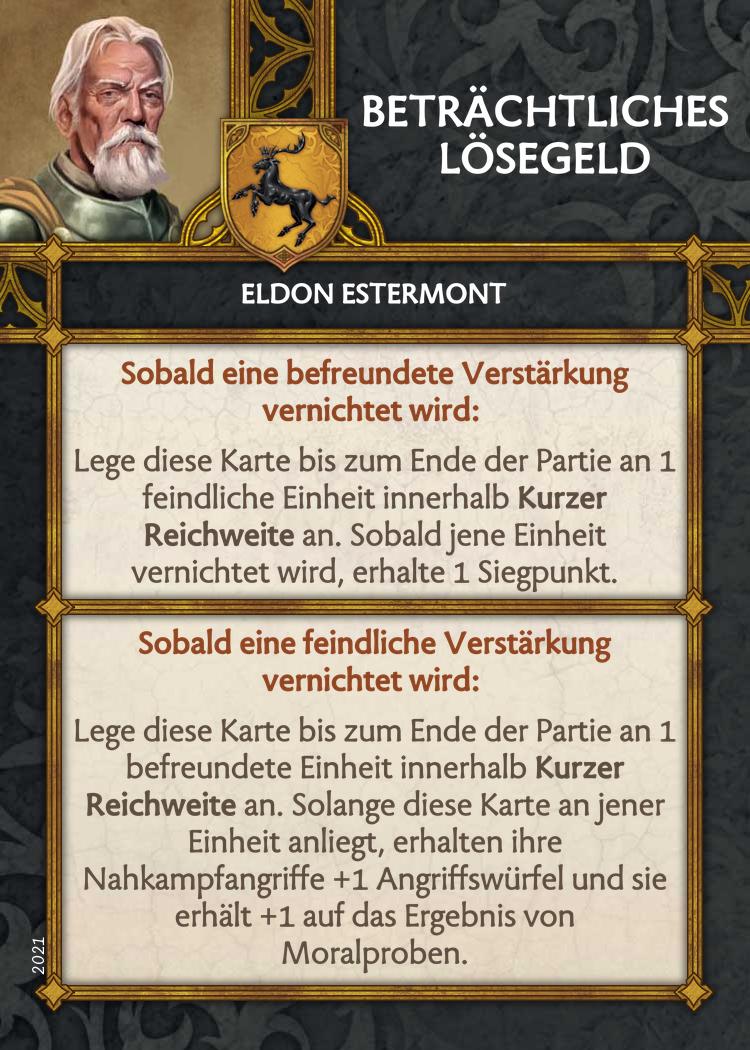 BETRÄCHTLICHES
LÖSEGELD
ELDON ESTERMONT
Sobald eine befreundete Verstärkung
vernichtet wird:
Lege diese Karte bis zum Ende der Partie an 1
feindliche Einheit innerhalb Kurzer
Reichweite an. Sobald jene Einheit
vernichtet wird, erhalte 1 Siegpunkt.
Sobald eine feindliche Verstärkung
vernichtet wird:
Lege diese Karte bis zum Ende der Partie an 1
befreundete Einheit innerhalb Kurzer
Reichweite an. Solange diese Karte an jener
Einheit anliegt, erhalten ihre
Nahkampfangriffe +1 Angriffswürfel und sie
erhält +1 auf das Ergebnis von
Moralproben.
2021